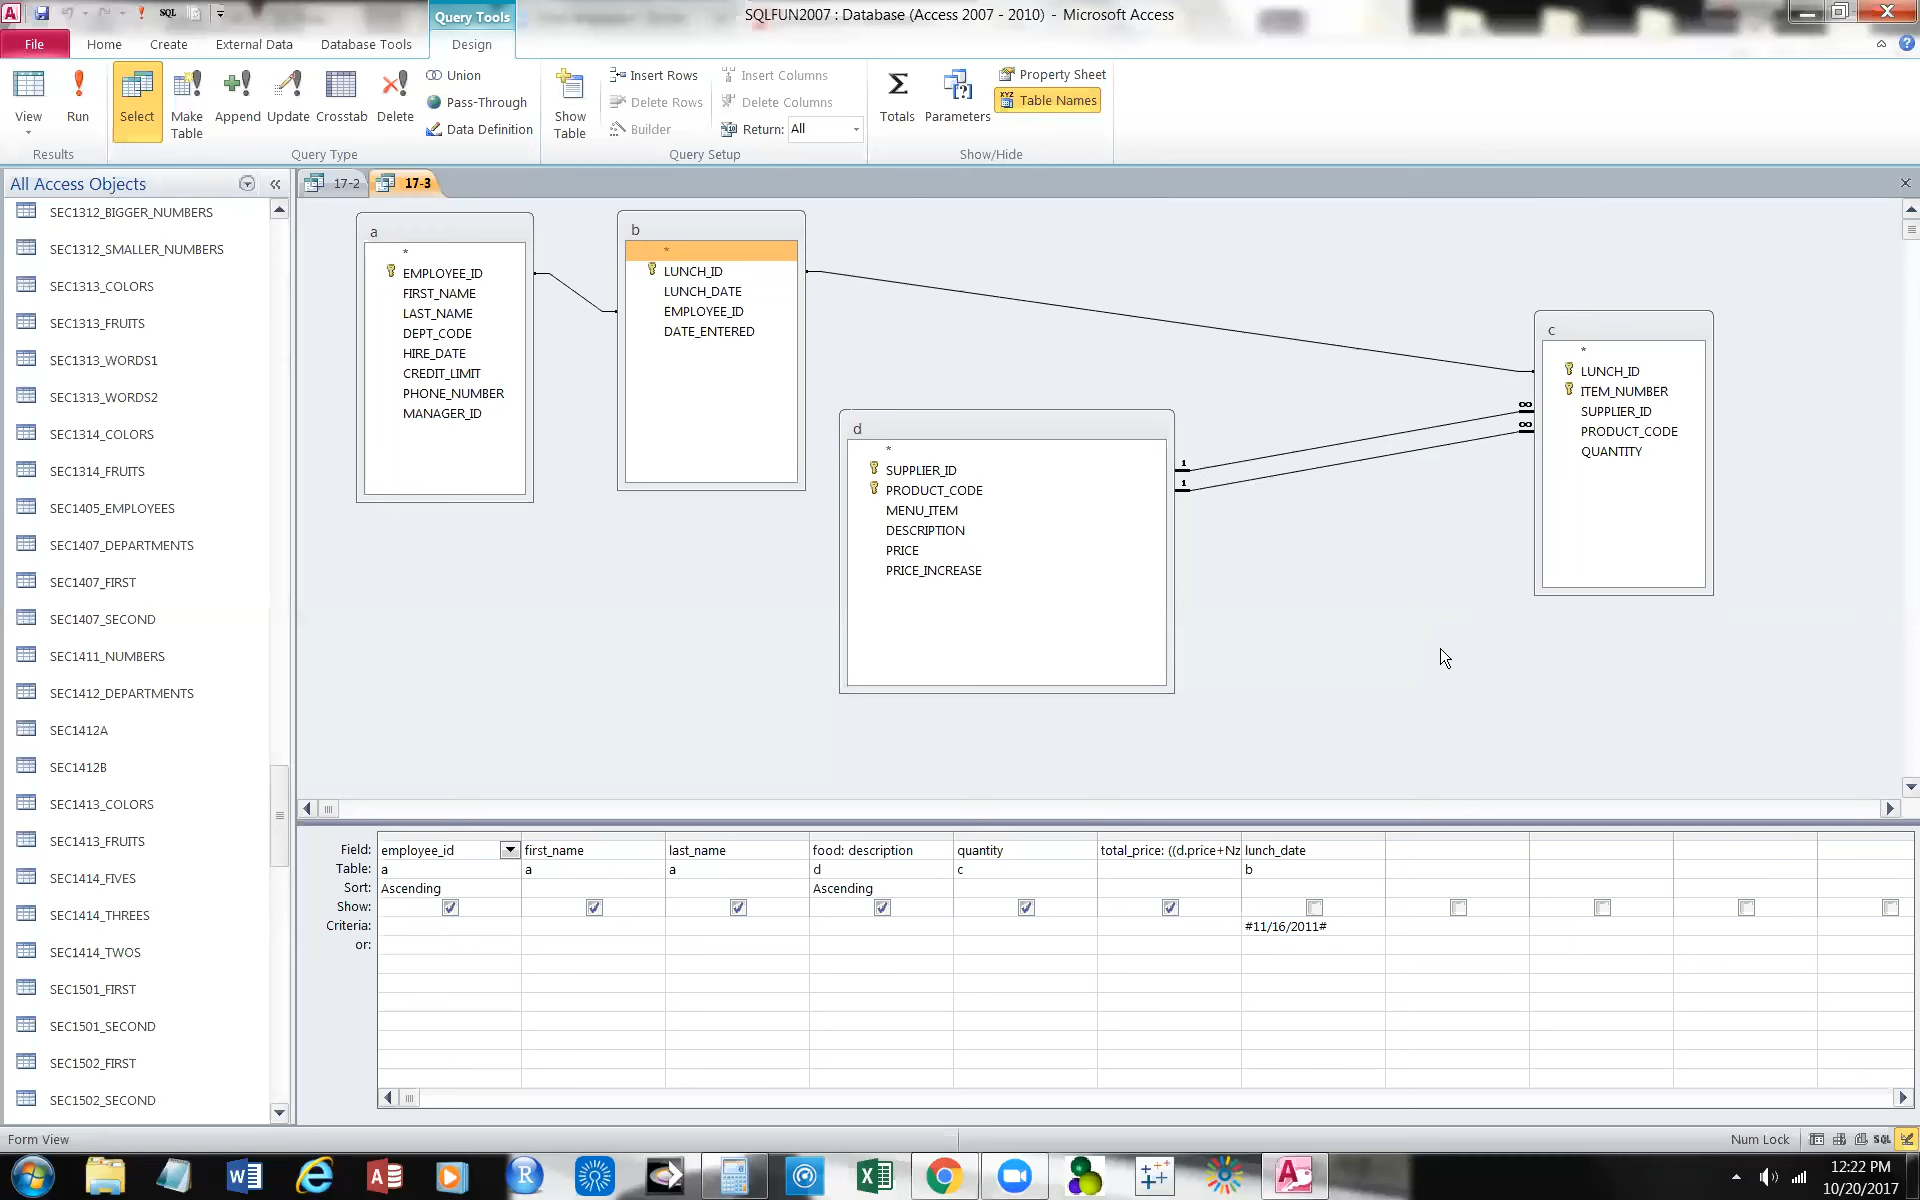 SQL
Query Tools
SQLFUN2007 : Database (Access 2007 - 2010) - Microsoft Access
File
Home
Create
External Data
Database Tools
Design
View
Run
Results
Select
Make Table
Append
Update
Crosstab
Delete
Union
Pass-Through
Data Definition
Query Type
Show Table
Insert Rows
Delete Rows
Builder
Insert Columns
Delete Columns
Return: All
Query Setup
Totals
Parameters
Property Sheet
XYZ Table Names
Show/Hide
All Access Objects
17-2
17-3
SEC1312_BIGGER_NUMBERS
SEC1312_SMALLER_NUMBERS
SEC1313_COLORS
SEC1313_FRUITS
SEC1313_WORDS1
SEC1313_WORDS2
SEC1314_COLORS
SEC1314_FRUITS
SEC1405_EMPLOYEES
SEC1407_DEPARTMENTS
SEC1407_FIRST
SEC1407_SECOND
SEC1411_NUMBERS
SEC1412_DEPARTMENTS
SEC1412A
SEC1412B
SEC1413_COLORS
SEC1413_FRUITS
SEC1414_FIVES
SEC1414_THREES
SEC1414_TWOS
SEC1501_FIRST
SEC1501_SECOND
SEC1502_FIRST
SEC1502_SECOND
a
*
EMPLOYEE_ID
FIRST_NAME
LAST_NAME
DEPT_CODE
HIRE_DATE
CREDIT_LIMIT
PHONE_NUMBER
MANAGER_ID
b
*
LUNCH_ID
LUNCH_DATE
EMPLOYEE_ID
DATE_ENTERED
d
*
SUPPLIER_ID
PRODUCT_CODE
MENU_ITEM
DESCRIPTION
PRICE
PRICE_INCREASE
1
1
∞
∞
c
*
LUNCH_ID
ITEM_NUMBER
SUPPLIER_ID
PRODUCT_CODE
QUANTITY
Field: employee_id first_name last_name food: description quantity total_price: ((d.price+Nz lunch_date
Table: a a a d c b
Sort: Ascending Ascending
Show:
Criteria: #11/16/2011#
or:
Form View
Num Lock
SQL
12:22 PM
10/20/2017